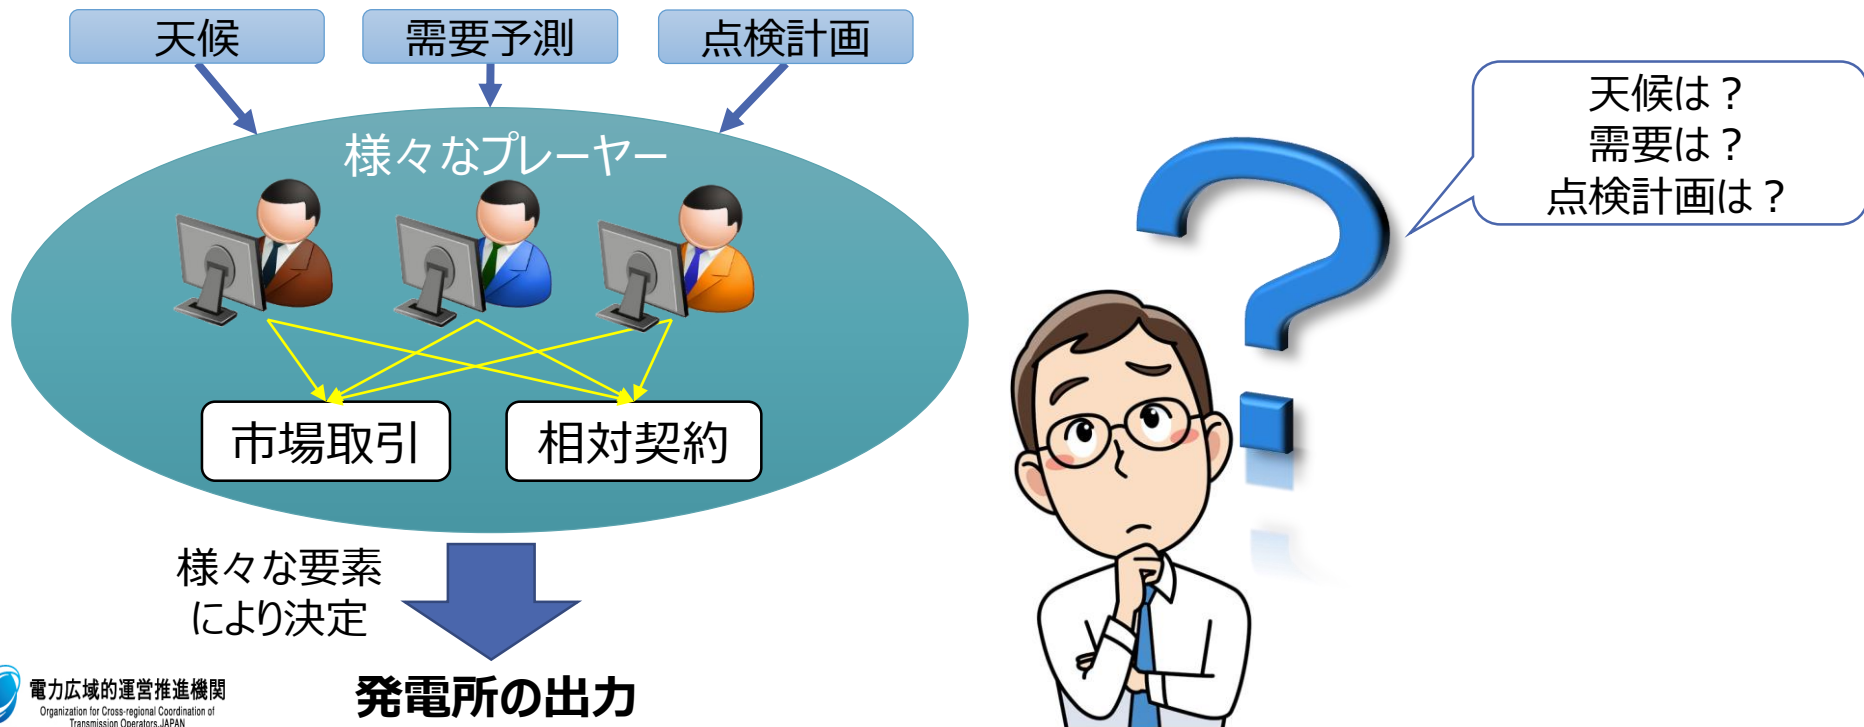 天候
需要予測
点検計画
様々なプレーヤー
市場取引
相対契約
様々な要素
により決定
発電所の出力
天候は？
需要は？
点検計画は？
電力広域的運営推進機関
Organization for Cross-regional Coordination of
Transmission Operators,JAPAN